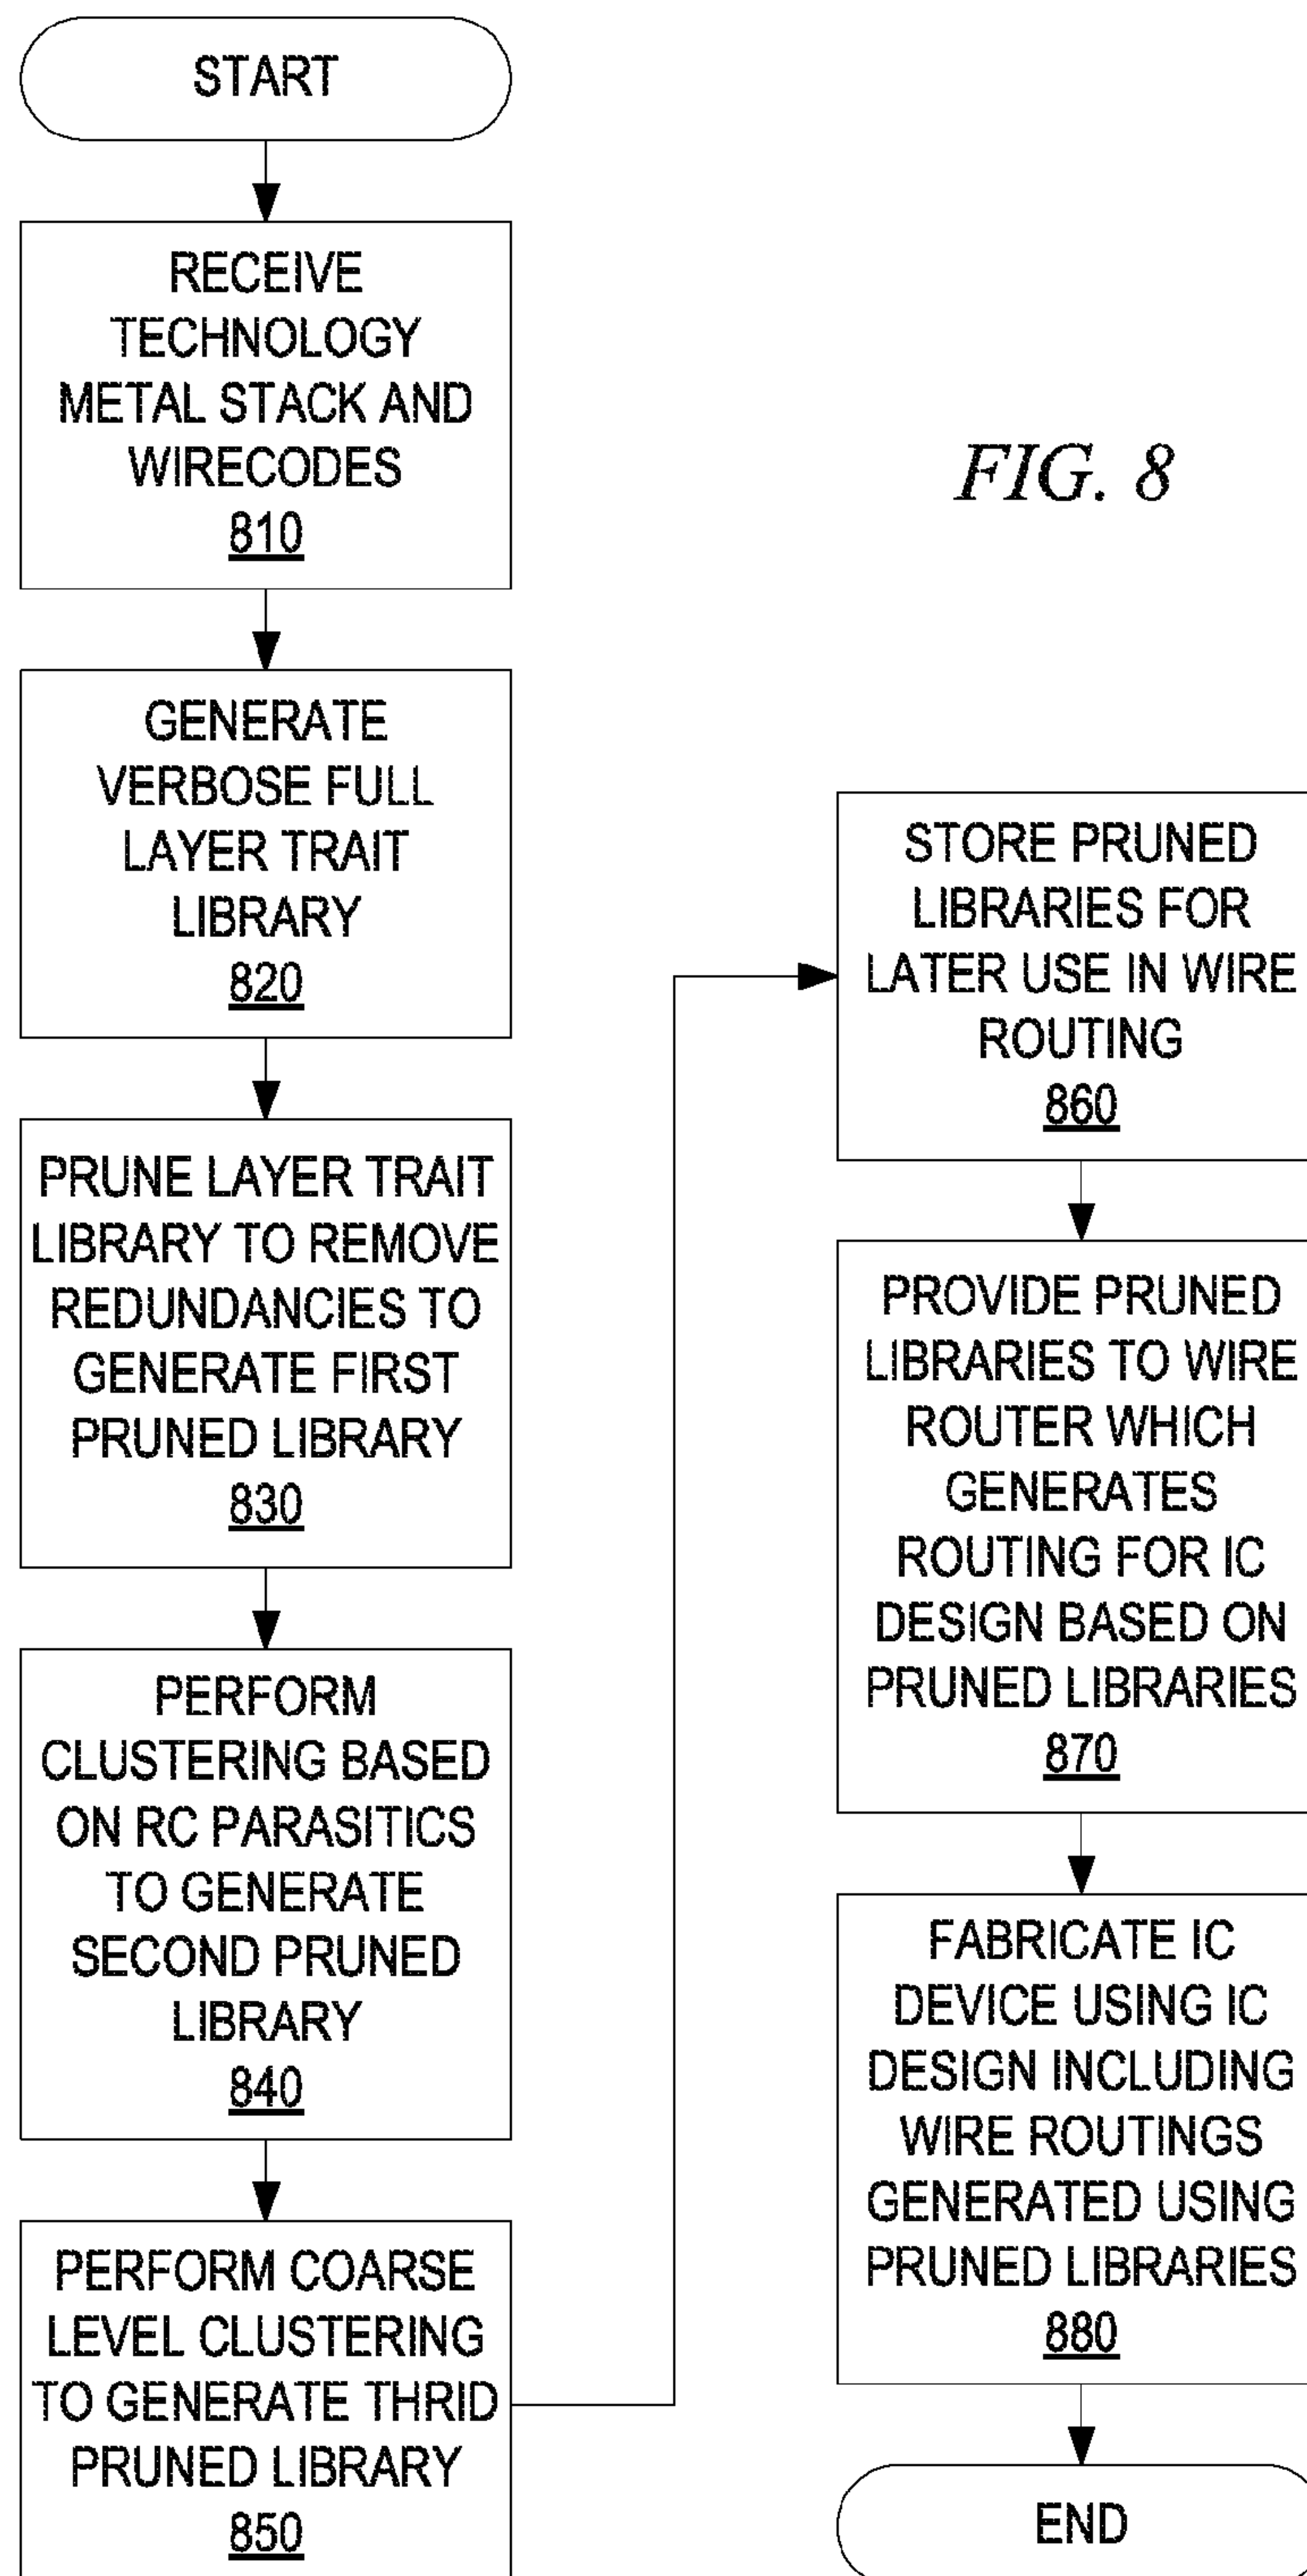 START
RECEIVE
TECHNOLOGY
METAL STACK AND
WIRECODES
810
GENERATE
VERBOSE FULL
LAYER TRAIT
LIBRARY
820
PRUNE LAYER TRAIT
LIBRARY TO REMOVE
REDUNDANCIES TO
GENERATE FIRST
PRUNED LIBRARY
830
PERFORM
CLUSTERING BASED
ON RC PARASITICS
TO GENERATE
SECOND PRUNED
LIBRARY
840
PERFORM COARSE
LEVEL CLUSTERING
TO GENERATE THRID
PRUNED LIBRARY
850
FIG. 8
STORE PRUNED
LIBRARIES FOR
LATER USE IN WIRE
ROUTING
860
PROVIDE PRUNED
LIBRARIES TO WIRE
ROUTER WHICH
GENERATES
ROUTING FOR IC
DESIGN BASED ON
PRUNED LIBRARIES
870
FABRICATE IC
DEVICE USING IC
DESIGN INCLUDING
WIRE ROUTINGS
GENERATED USING
PRUNED LIBRARIES
880
END